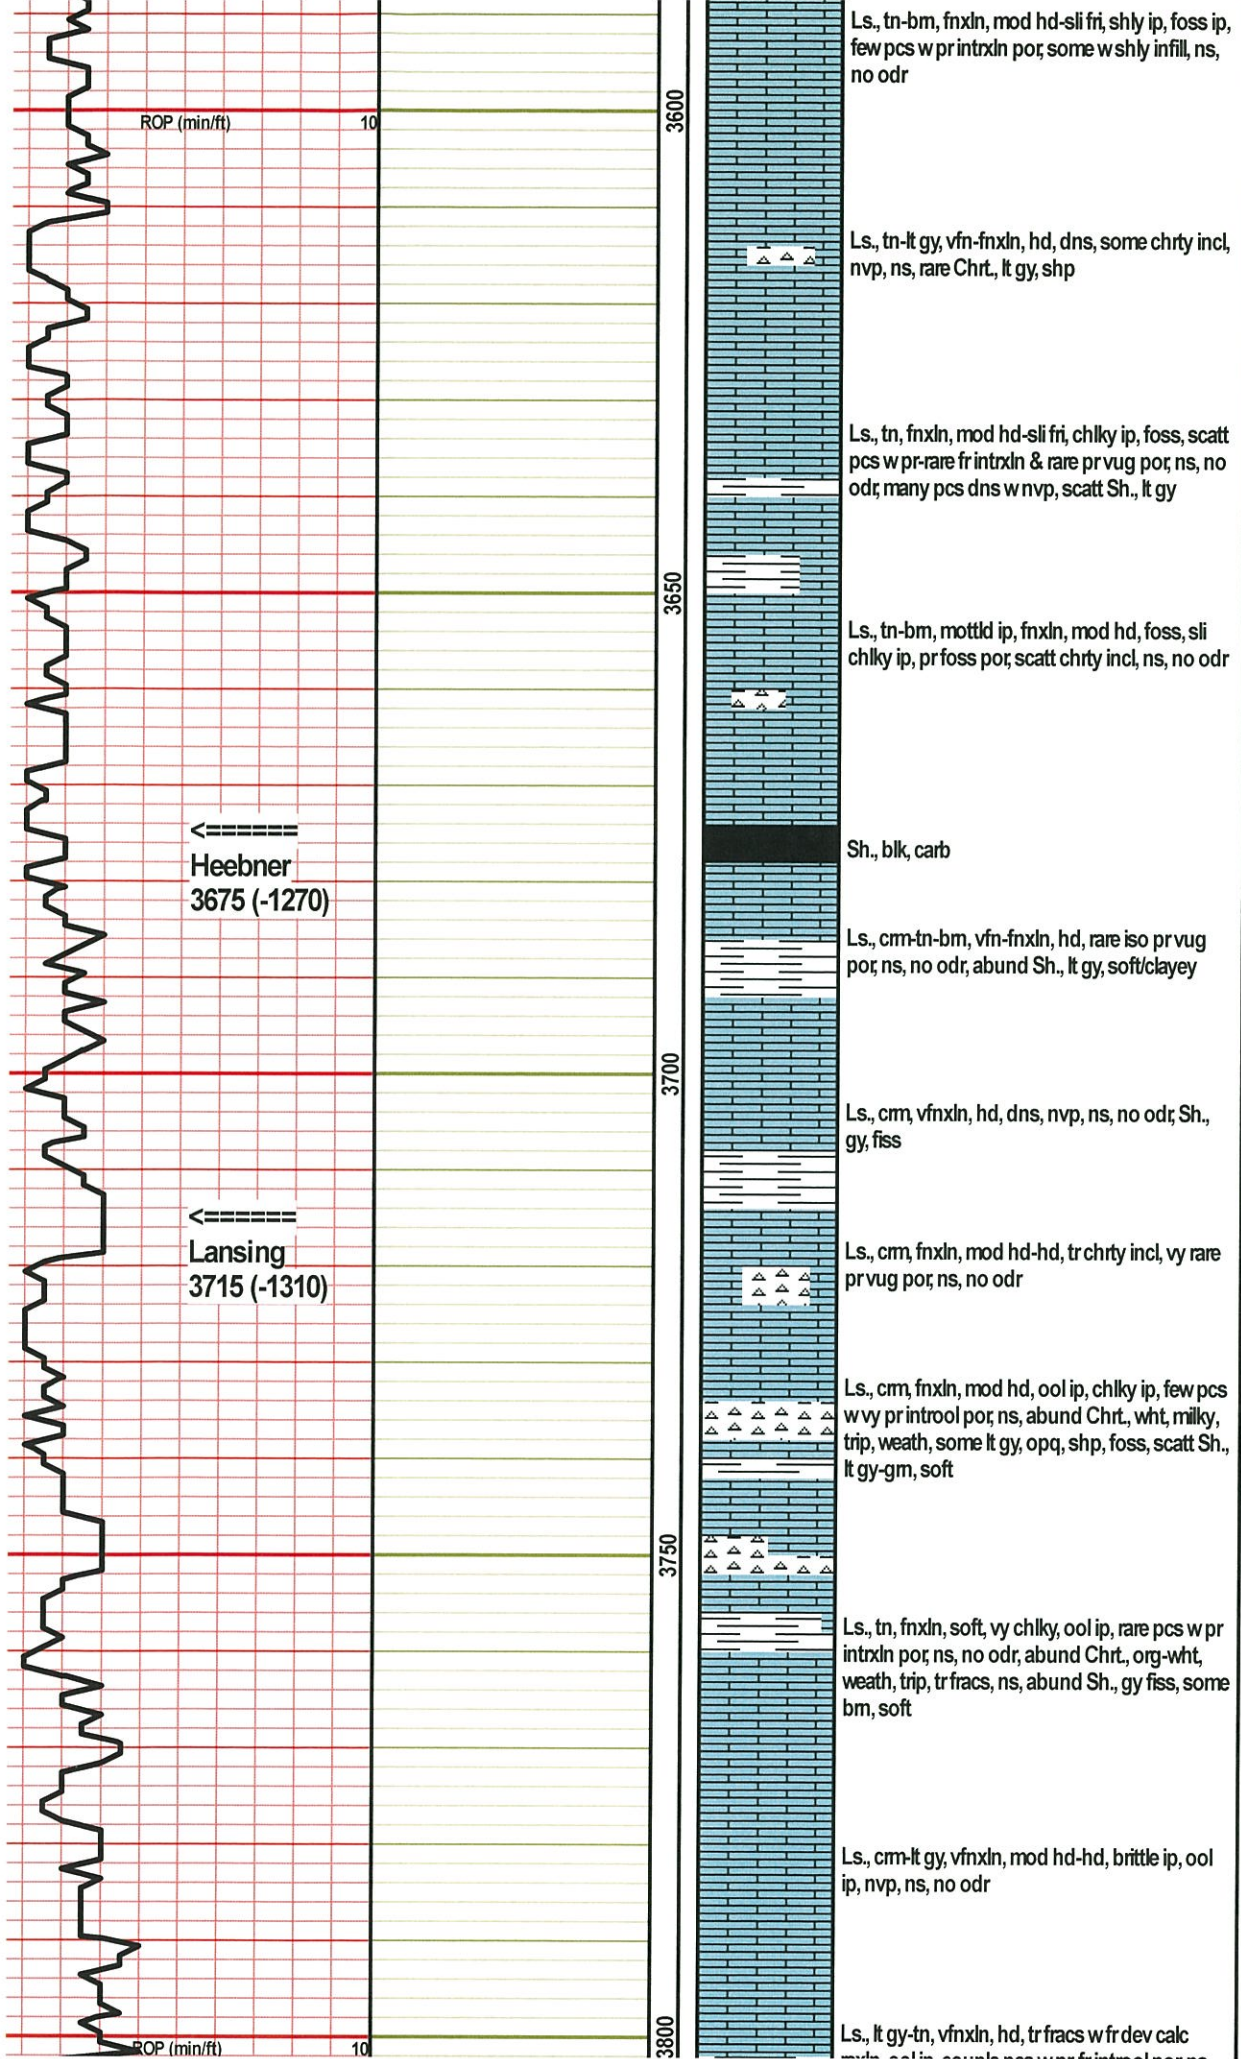 Ls., tn-brn, fnxln, mod hd-sli fri, shly ip, foss ip,
few pcs w pr intrxln por, some w shly infill, ns,
no odr
ROP (min/ft)
10
3600
Ls., tn-lt gy, vfn-fnxln, hd, dns, some chrty incl,
nvp, ns, rare Chrt., lt gy, shp
Ls., tn, fnxln, mod hd-sli fri, chlky ip, foss, scatt
pcs w pr-rare fr intrxln & rare pr vug por, ns, no
odr, many pcs dns w nvp, scatt Sh., lt gy
3650
Ls., tn-brn, mottld ip, fnxln, mod hd, foss, sli
chlky ip, pr foss por, scatt chrty incl, ns, no odr
<======
Heebner
3675 (-1270)
Sh., blk, carb
Ls., crm-tn-brn, vfn-fnxln, hd, rare iso pr vug
por, ns, no odr, abund Sh., lt gy, soft/clayey
3700
Ls., crm, vfnxln, hd, dns, nvp, ns, no odr, Sh.,
gy, fiss
<======
Lansing
3715 (-1310)
Ls., crm, fnxln, mod hd-hd, tr chrty incl, vy rare
pr vug por, ns, no odr
Ls., crm, fnxln, mod hd, ool ip, chlky ip, few pcs
w vy pr introol por, ns, abund Chrt., wht, milky,
trip, weath, some lt gy, opq, shp, foss, scatt Sh.,
lt gy-grn, soft
3750
Ls., tn, fnxln, soft, vy chlky, ool ip, rare pcs w pr
intrxln por, ns, no odr, abund Chrt., org-wht,
weath, trip, tr fracs, ns, abund Sh., gy fiss, some
brn, soft
Ls., crm-lt gy, vfnxln, mod hd-hd, brittle ip, ool
ip, nvp, ns, no odr
3800
ROP (min/ft)
10
Ls., lt gy-tn, vfnxln, hd, tr fracs w fr dev calc